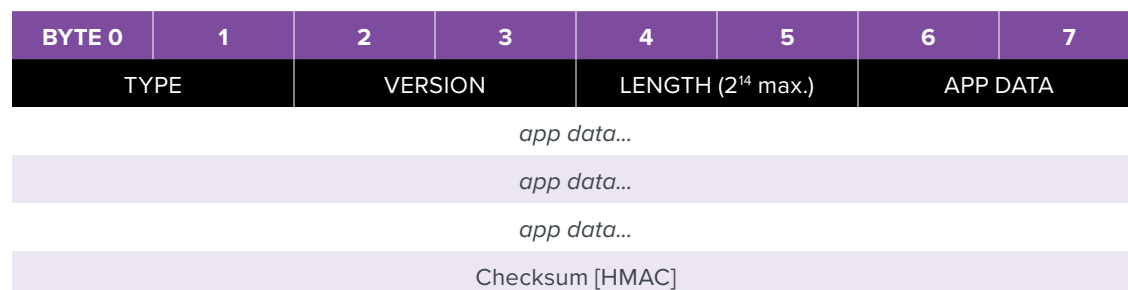 BYTE 0 1 2 3 4 5 6 7
TYPE VERSION LENGTH (2¹⁴ max.) APP DATA
app data...
app data...
app data...
Checksum [HMAC]